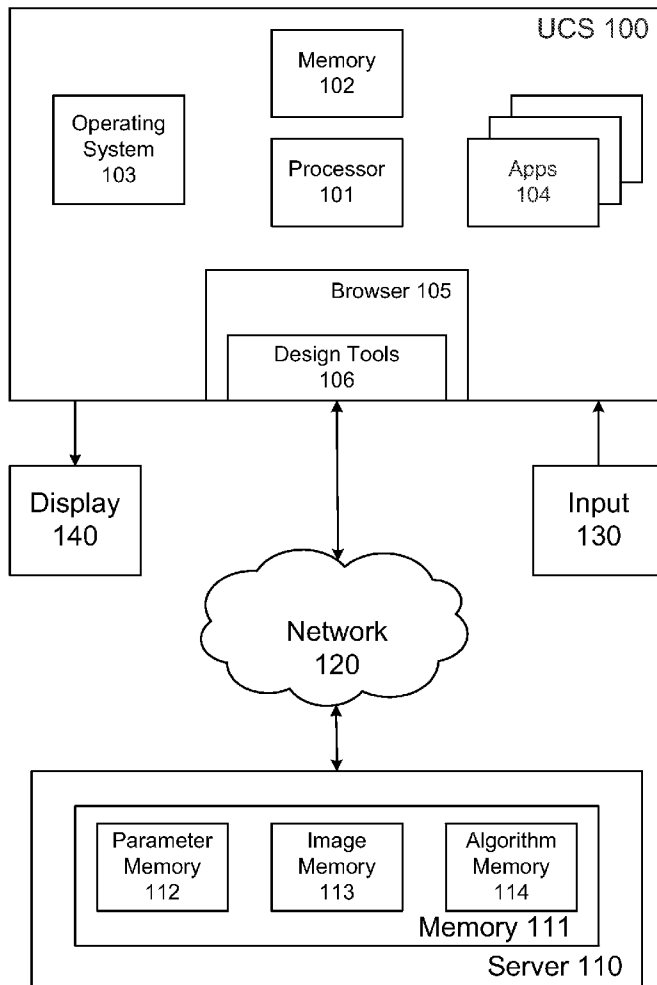 UCS 100
Memory
102
Operating
System
103
Processor
101
Apps
104
Browser 105
Design Tools
106
Display
140
Input
130
Network
120
Parameter
Memory
112
Image
Memory
113
Algorithm
Memory
114
Memory 111
Server 110